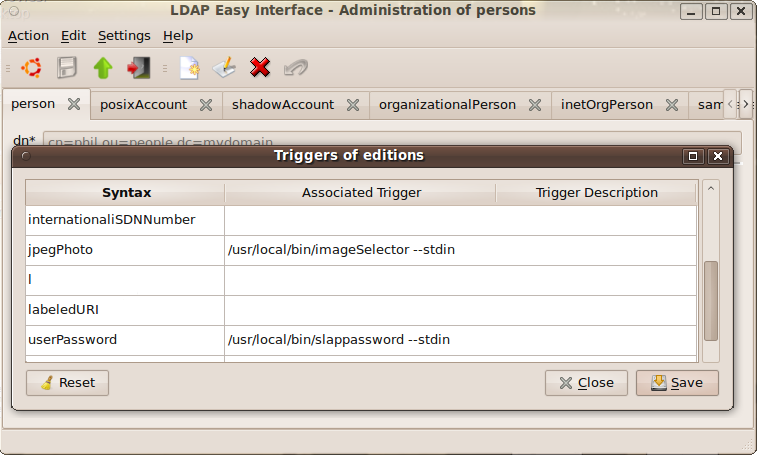 LDAP Easy Interface - Administration of persons
Action Edit Settings Help
person posixAccount shadowAccount organizationalPerson inetOrgPerson sam
dn* cn=phil,ou=people,dc=mydomain
Triggers of editions
Syntax Associated Trigger Trigger Description
internationaliSDNNumber
jpegPhoto /usr/local/bin/imageSelector --stdin
l
labeledURI
userPassword /usr/local/bin/slappassword --stdin
Reset Close Save